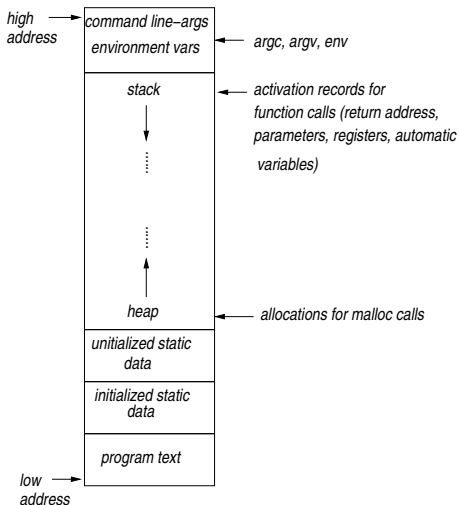 high
address
command line–args
environment vars
argc, argv, env
stack
activation records for
function calls (return address,
parameters, registers, automatic
variables)
heap
allocations for malloc calls
unitialized static
data
initialized static
data
program text
low
address